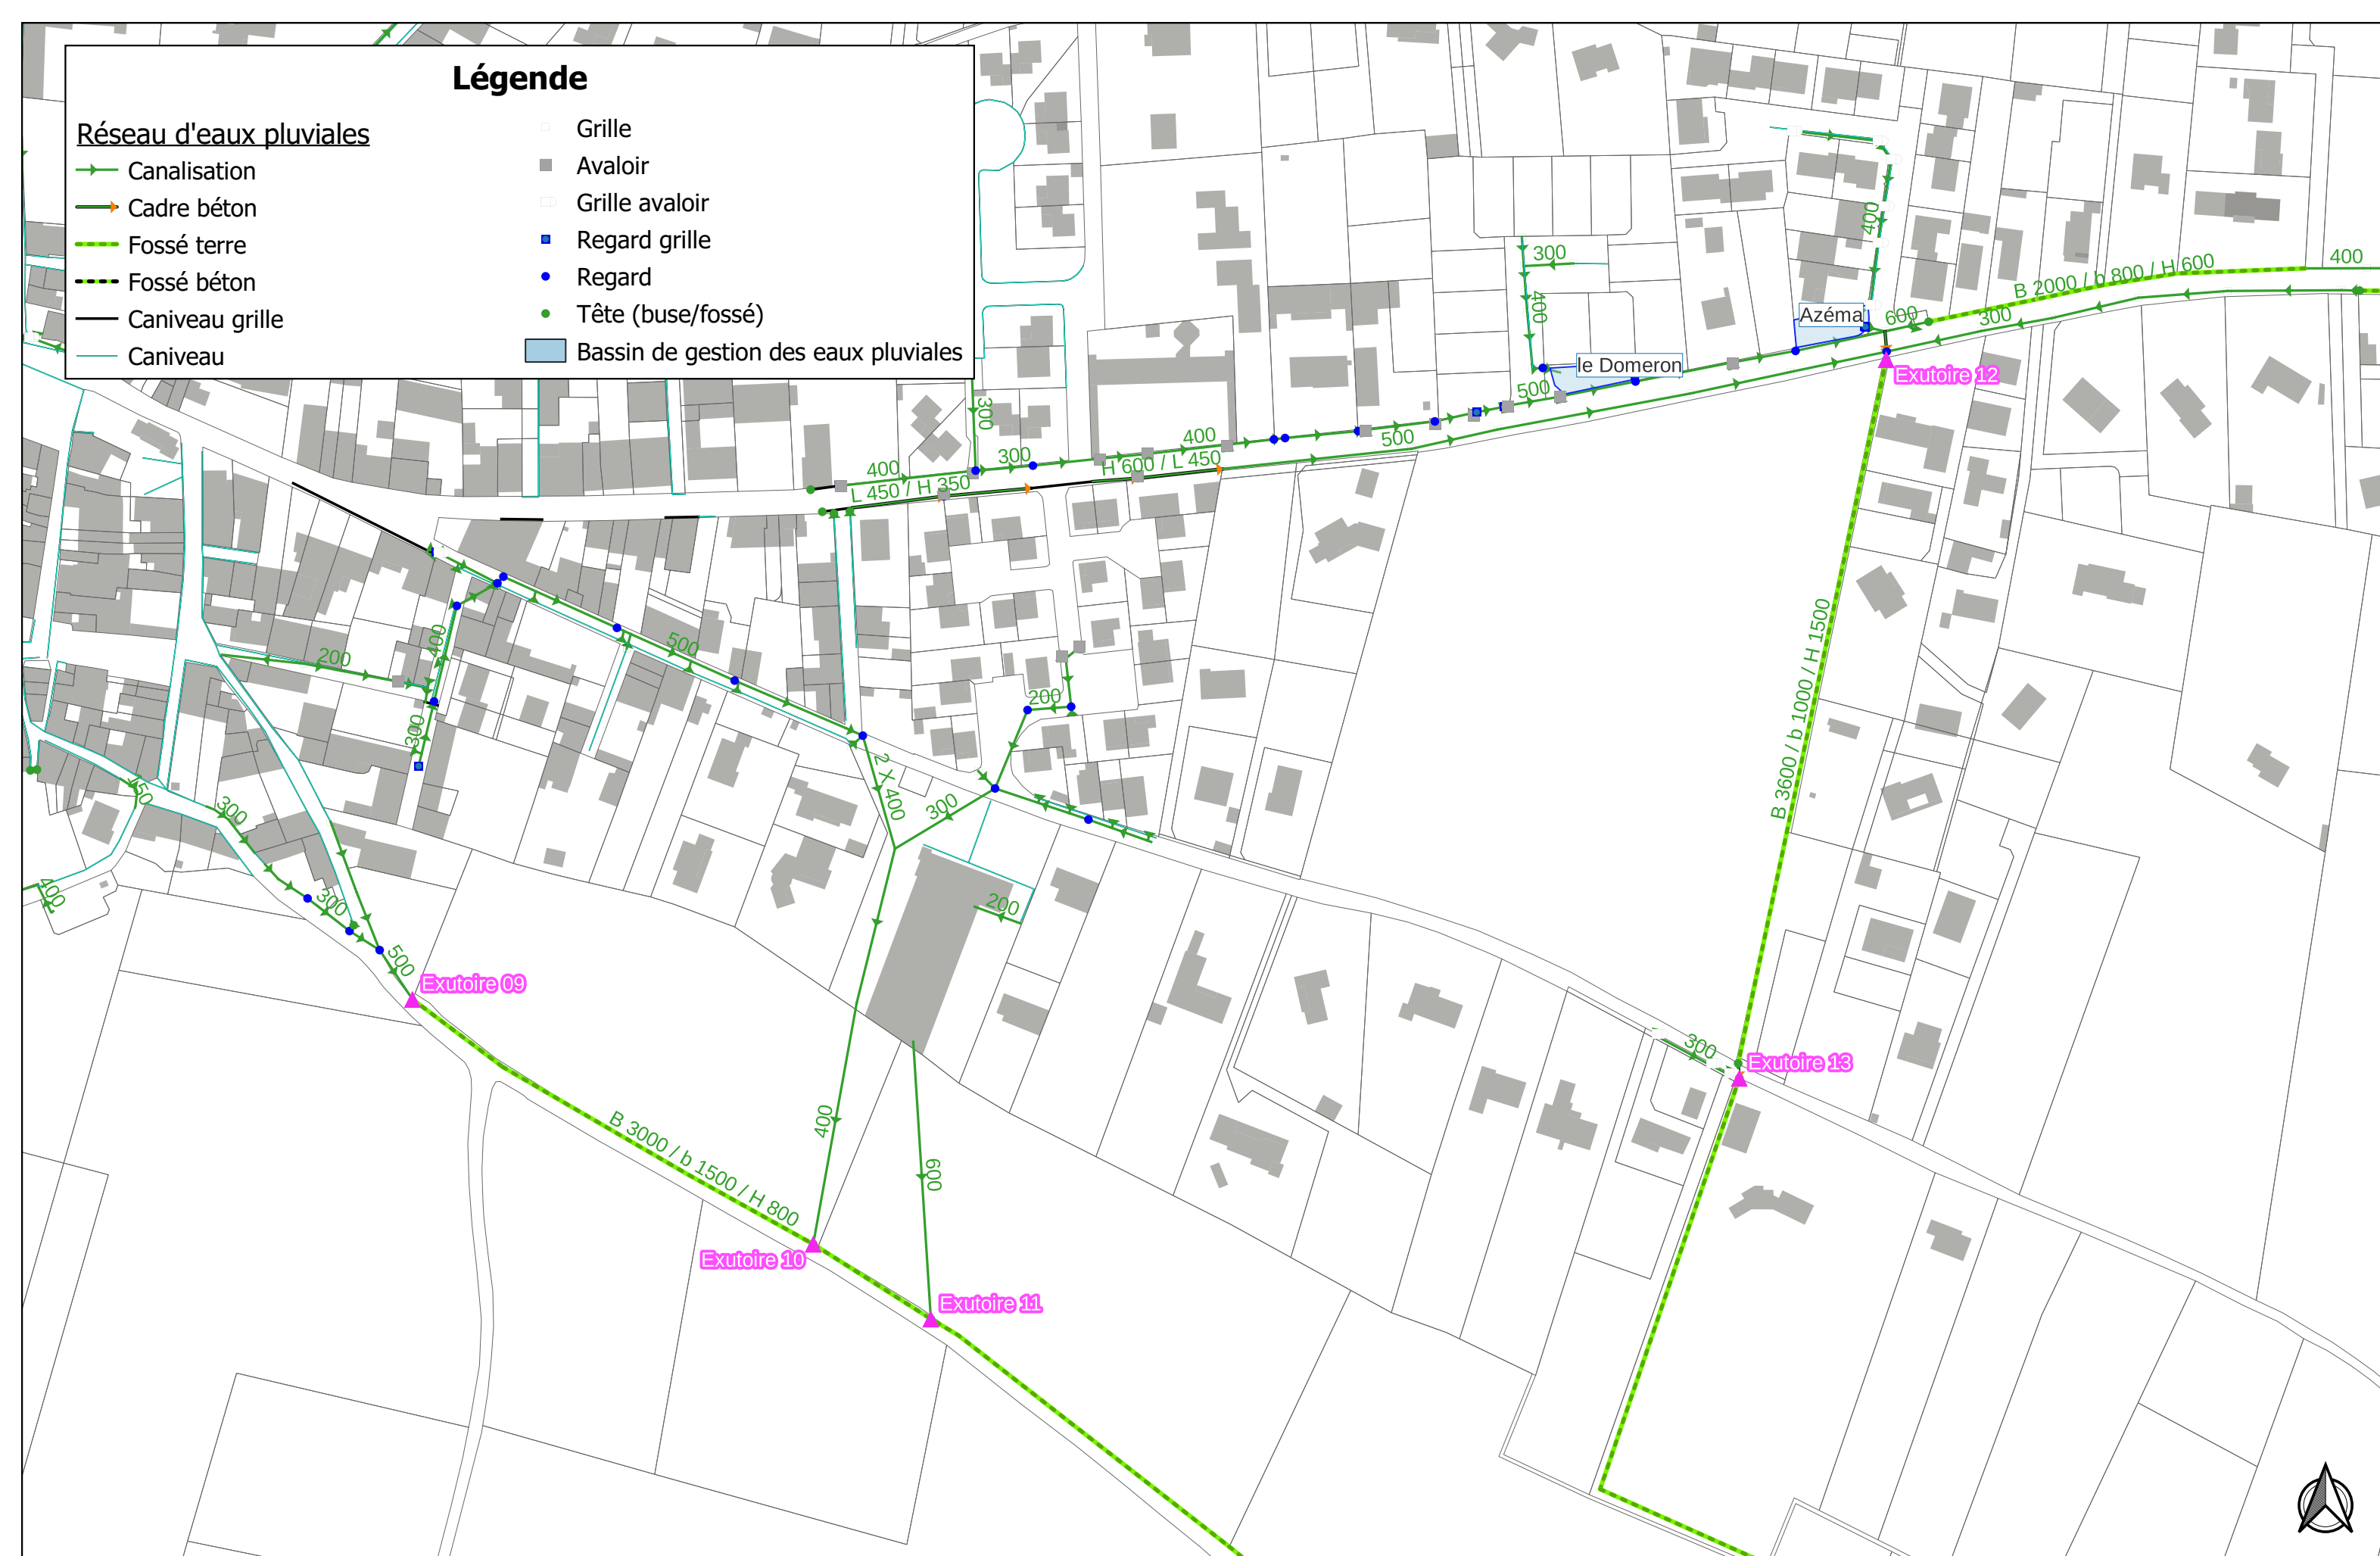 Légende
Réseau d'eaux pluviales
Canalisation
Cadre béton
Fossé terre
Fossé béton
Caniveau grille
Caniveau
Grille
Avaloir
Grille avaloir
Regard grille
Regard
Tête (buse/fossé)
Bassin de gestion des eaux pluviales
400
300
400
B 2000 / b 800 / H 600
400
Azéma
600
300
le Domeron
500
Exutoire 12
300
400
300
400
500
H 600 / L 450
L 450 / H 350
200
400
500
300
200
2 X 400
300
300
300
400
500
200
B 3600 / b 1000 / H 1500
Exutoire 09
300
Exutoire 13
400
600
B 3000 / b 1500 / H 800
Exutoire 10
Exutoire 11